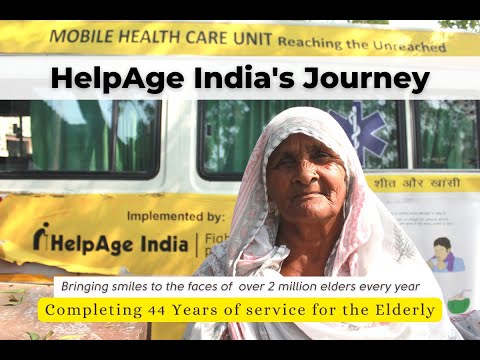 MOBILE HEALTH CARE UNIT Reaching the Unreached
HelpAge India's Journey
शीत और खांसी
Implemented by:
HelpAge India
Bringing smiles to the faces of over 2 million elders every year
Completing 44 Years of service for the Elderly